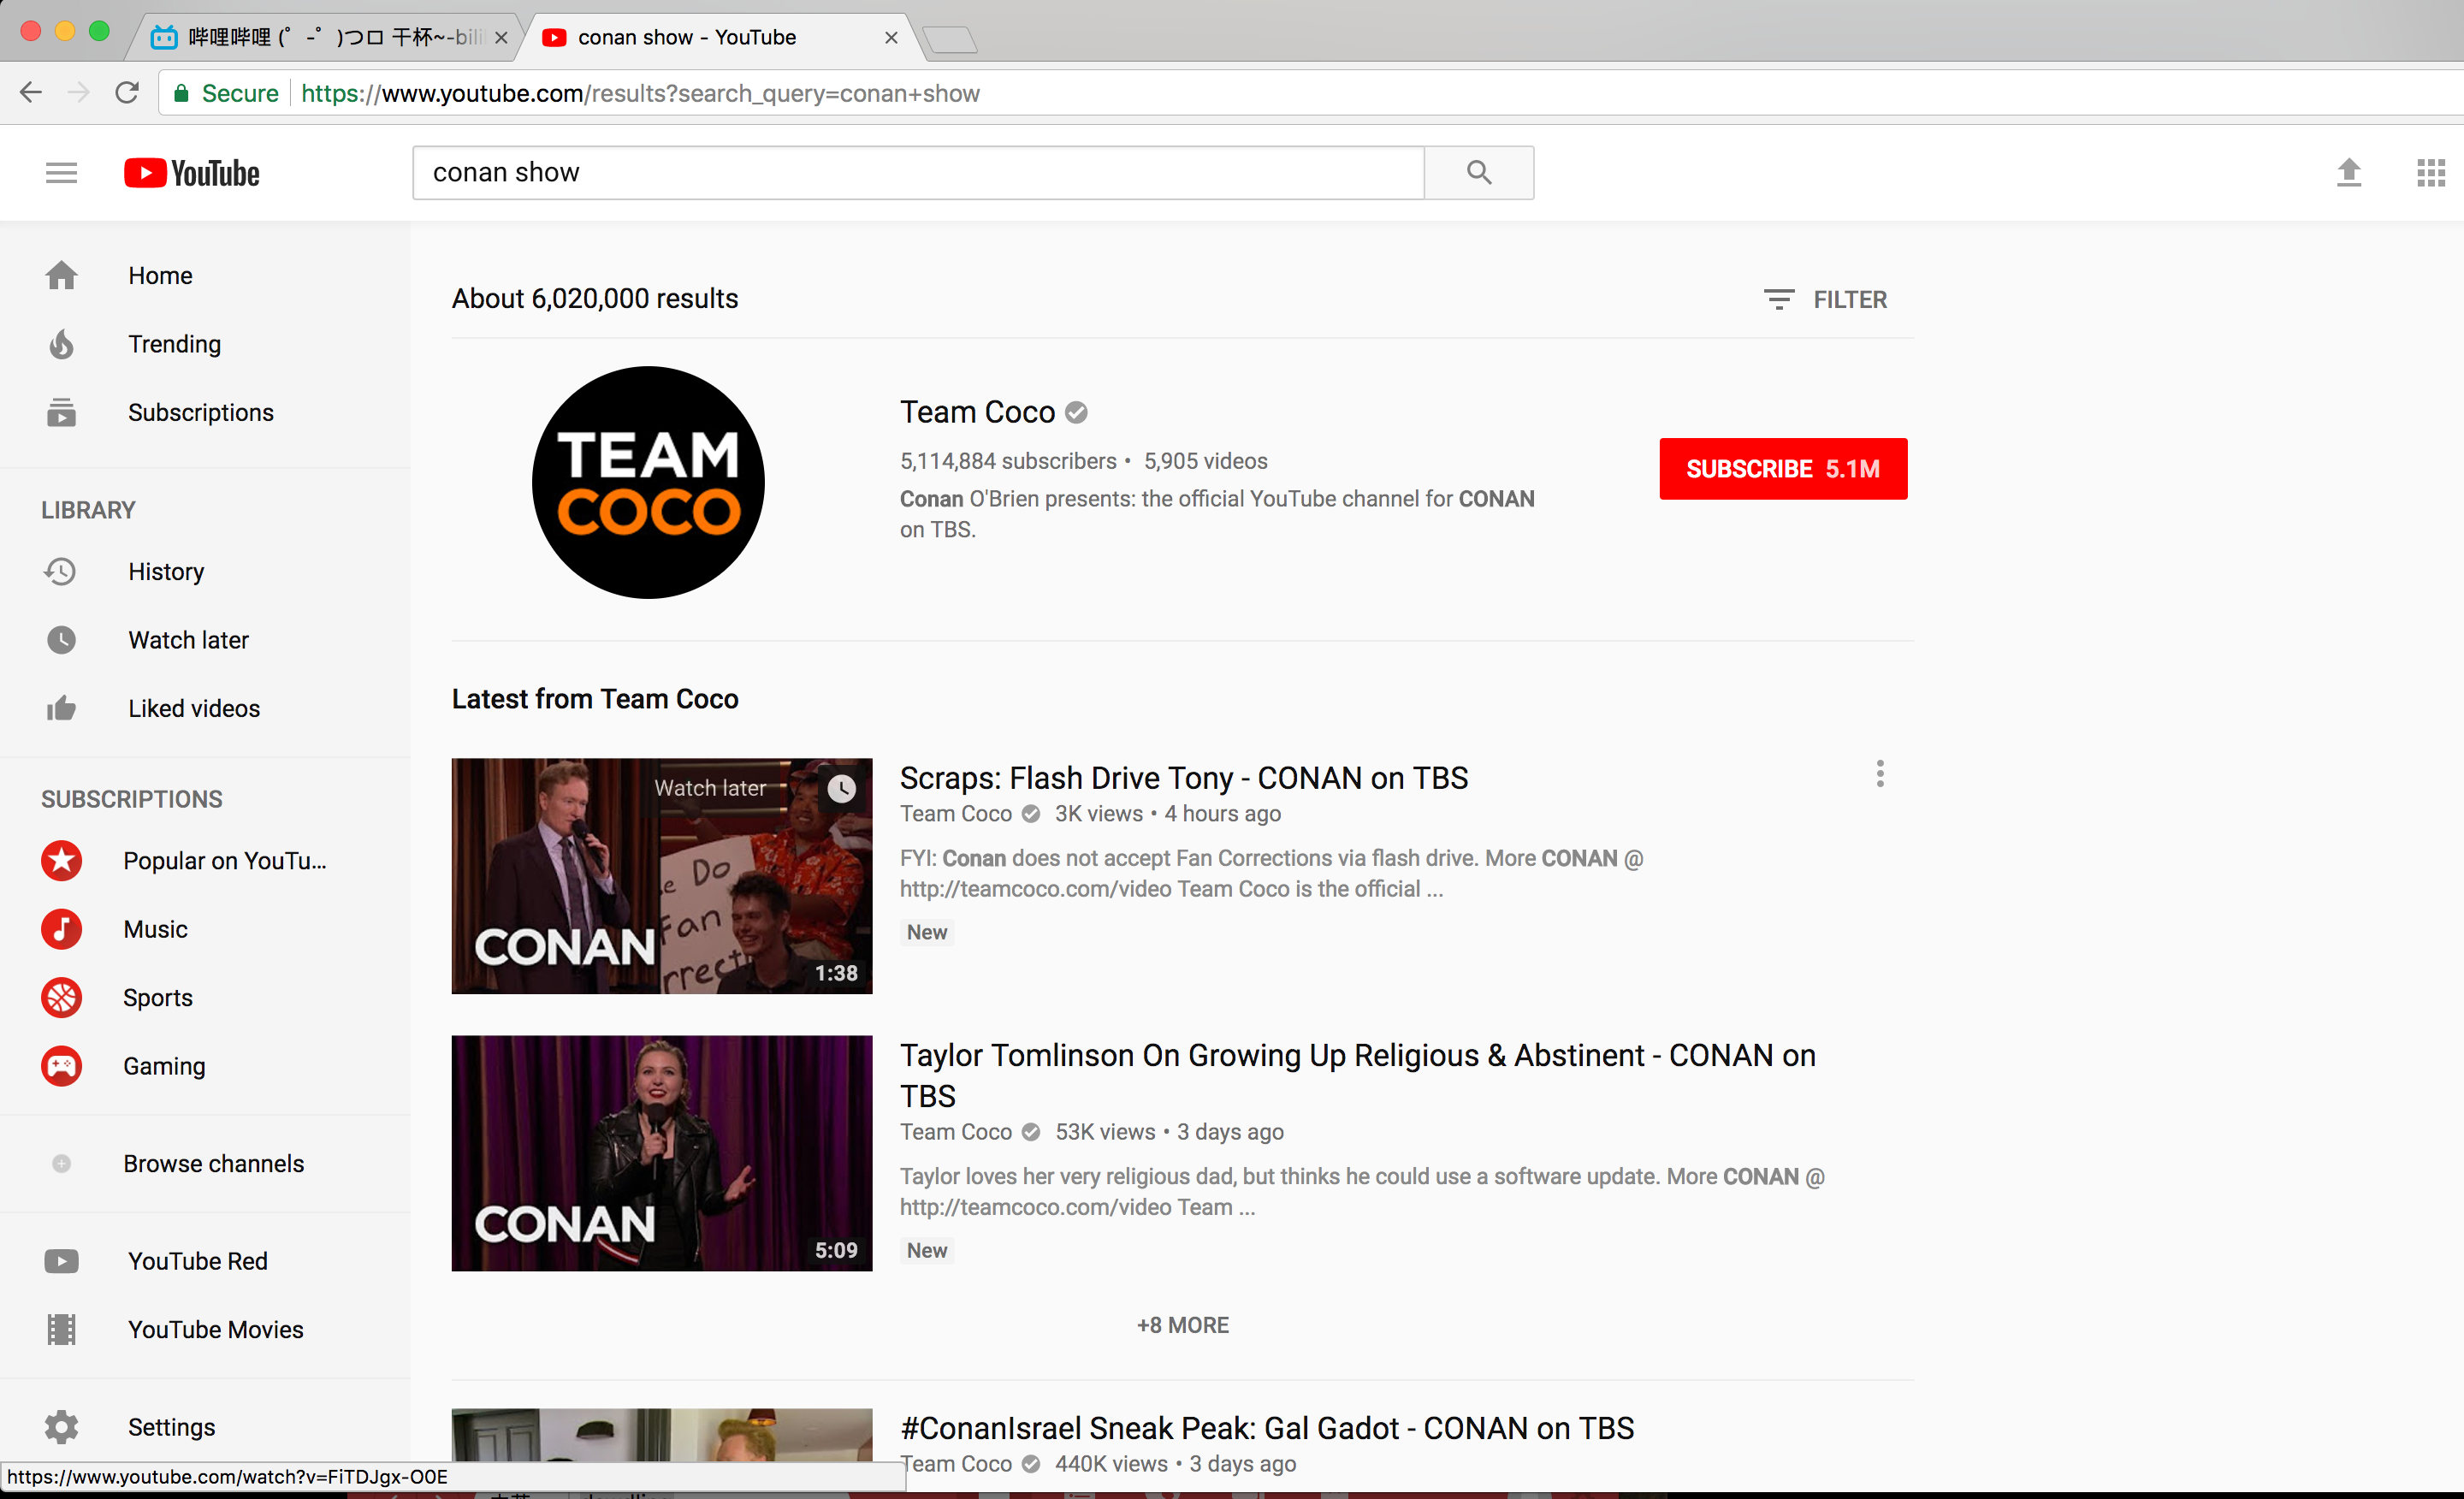 哔哩哔哩 (゜-゜)つロ 干杯~-bili
conan show - YouTube
Secure
https://www.youtube.com/results?search_query=conan+show
YouTube
conan show
Home
Trending
Subscriptions
LIBRARY
History
Watch later
Liked videos
SUBSCRIPTIONS
Popular on YouTu...
Music
Sports
Gaming
Browse channels
YouTube Red
YouTube Movies
Settings
https://www.youtube.com/watch?v=FiTDJgx-O0E
About 6,020,000 results
FILTER
TEAM
COCO
Team Coco
5,114,884 subscribers • 5,905 videos
Conan O'Brien presents: the official YouTube channel for CONAN
on TBS.
SUBSCRIBE 5.1M
Latest from Team Coco
Watch later
e Do
Fan
rrect
CONAN
1:38
Scraps: Flash Drive Tony - CONAN on TBS
Team Coco 3K views • 4 hours ago
FYI: Conan does not accept Fan Corrections via flash drive. More CONAN @
http://teamcoco.com/video Team Coco is the official ...
New
CONAN
5:09
Taylor Tomlinson On Growing Up Religious & Abstinent - CONAN on
TBS
Team Coco 53K views • 3 days ago
Taylor loves her very religious dad, but thinks he could use a software update. More CONAN @
http://teamcoco.com/video Team ...
New
+8 MORE
#ConanIsrael Sneak Peak: Gal Gadot - CONAN on TBS
Team Coco 440K views • 3 days ago